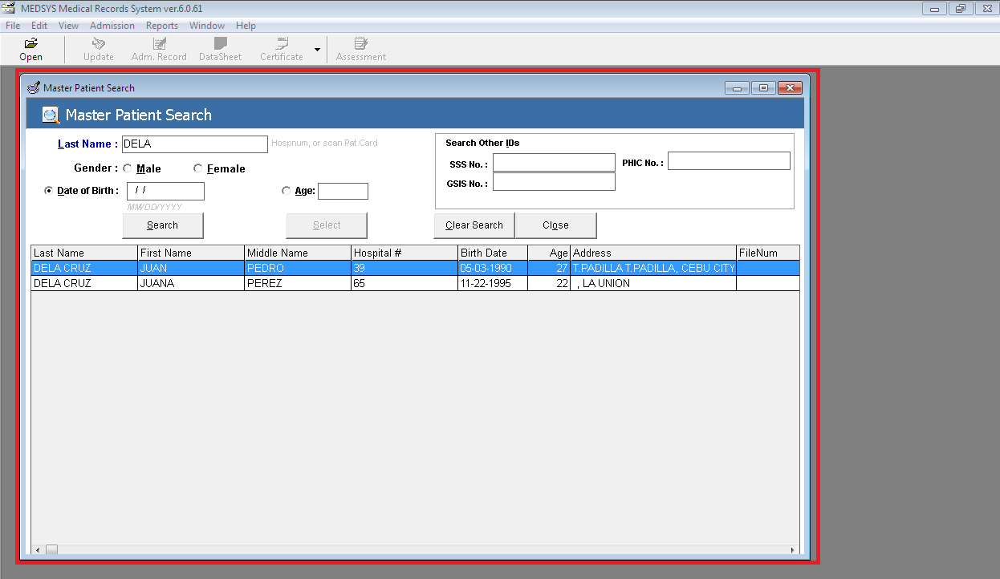 MEDSYS Medical Records System ver.6.0.61
File Edit View Admission Reports Window Help
Open Update Adm. Record DataSheet Certificate Assessment
Master Patient Search
Master Patient Search
Last Name : DELA Hospnum, or scan Pat.Card
Gender : Male Female
Date of Birth : / / Age:
MM/DD/YYYY
Search Other IDs
SSS No. : PHIC No. :
GSIS No. :
Search Select Clear Search Close
Last Name First Name Middle Name Hospital # Birth Date Age Address FileNum
DELA CRUZ JUAN PEDRO 39 05-03-1990 27 T.PADILLA T.PADILLA, CEBU CITY
DELA CRUZ JUANA PEREZ 65 11-22-1995 22 , LA UNION